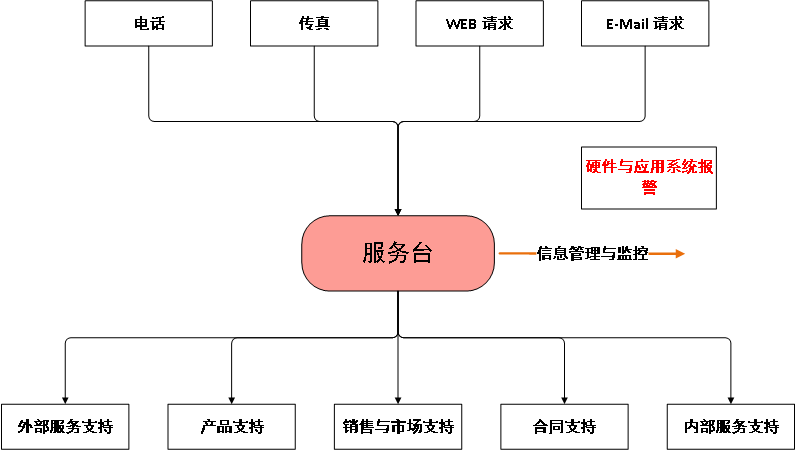 电话
传真
WEB 请求
E-Mail 请求
硬件与应用系统报
警
服务台
信息管理与监控
外部服务支持
产品支持
销售与市场支持
合同支持
内部服务支持